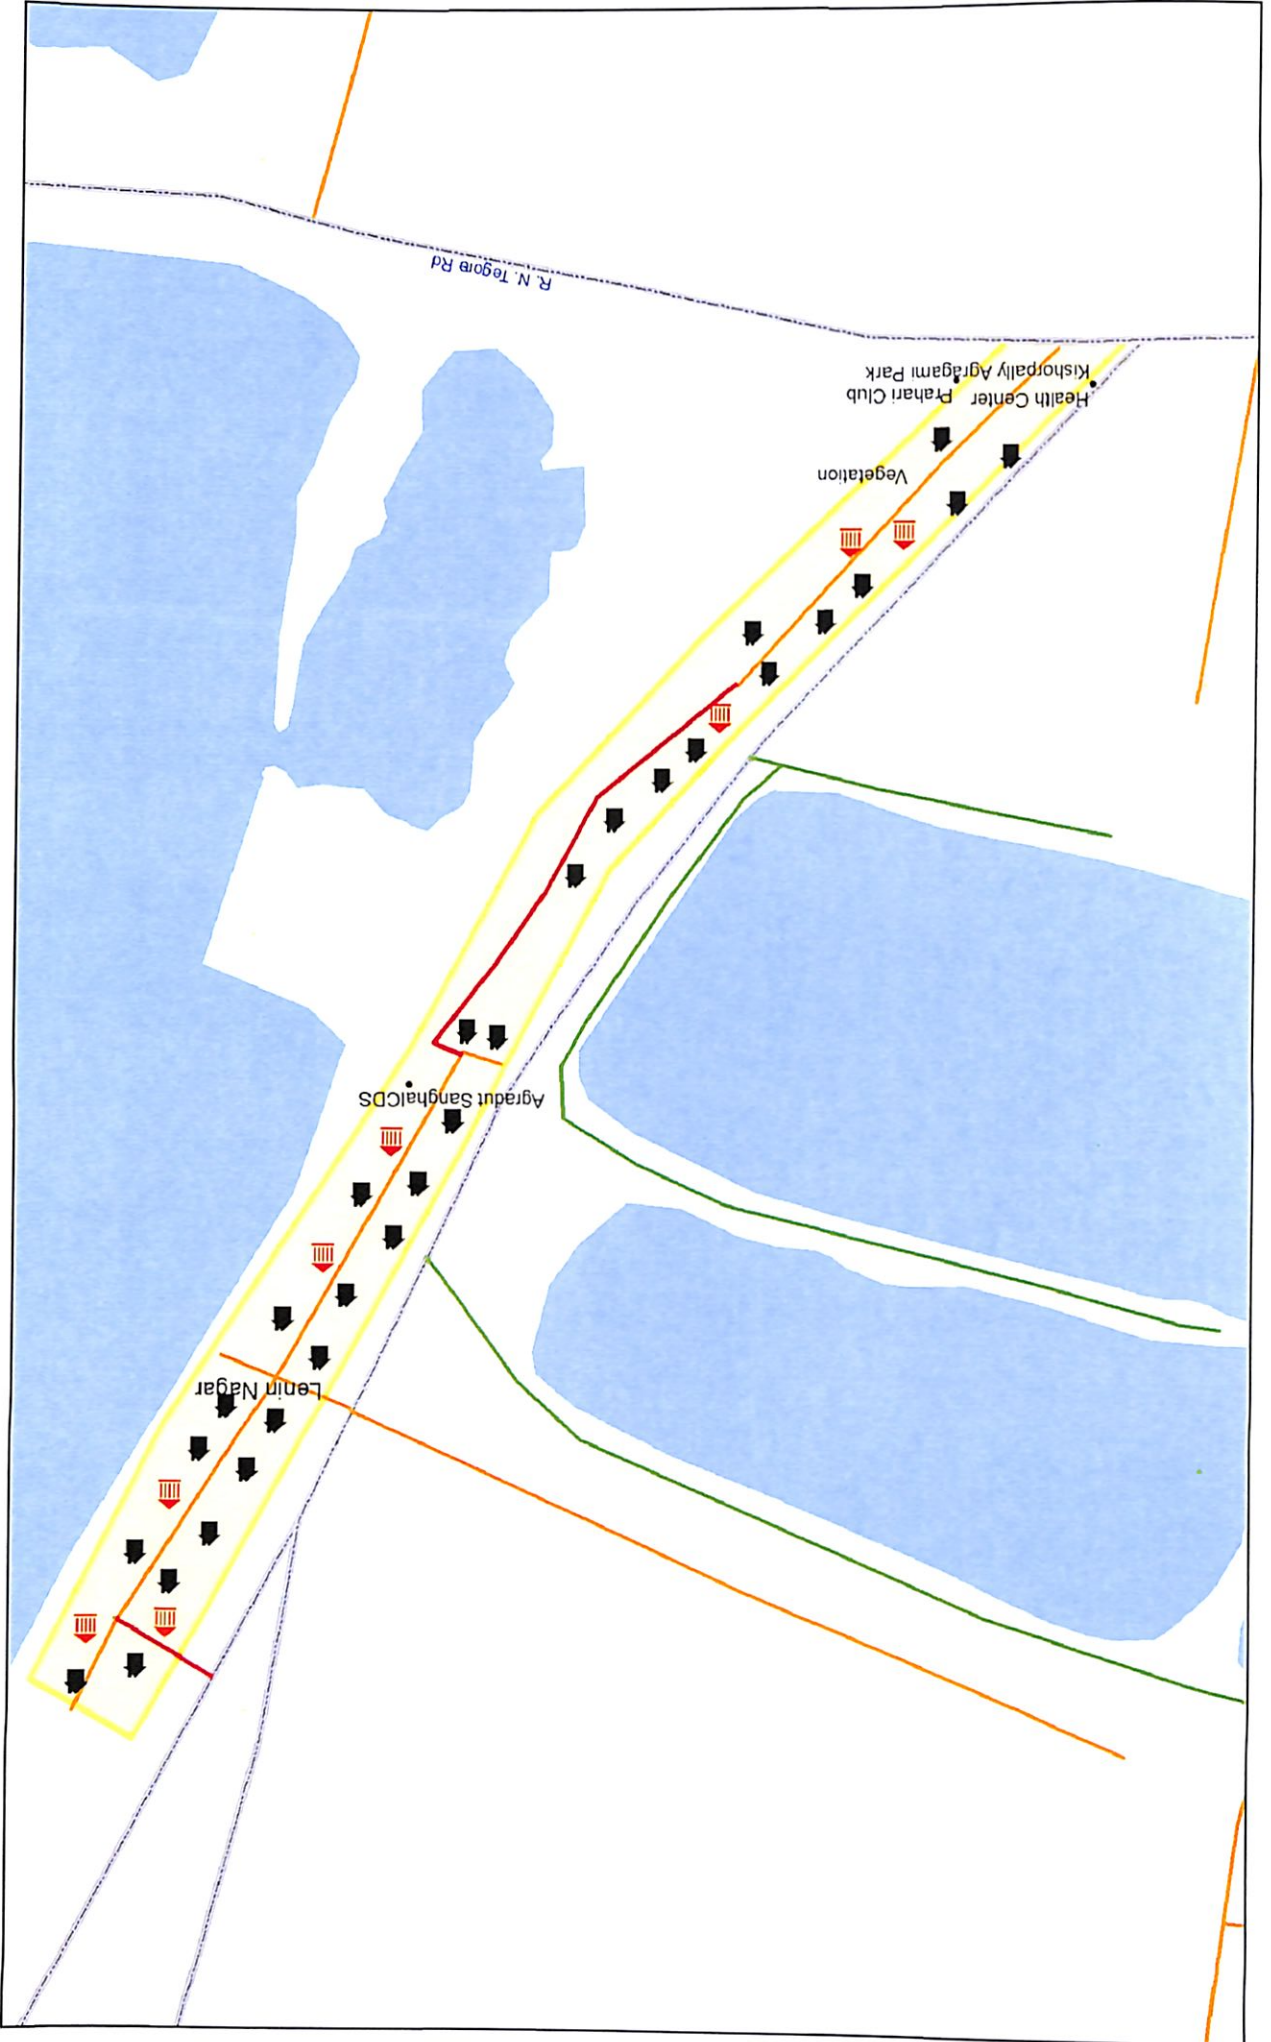 Lenin Nagar
Agradut SanghaICDS
Vegetation
Health Center
Prahari Club
Kishorpally Agragami Park
R. N. Tegore Rd